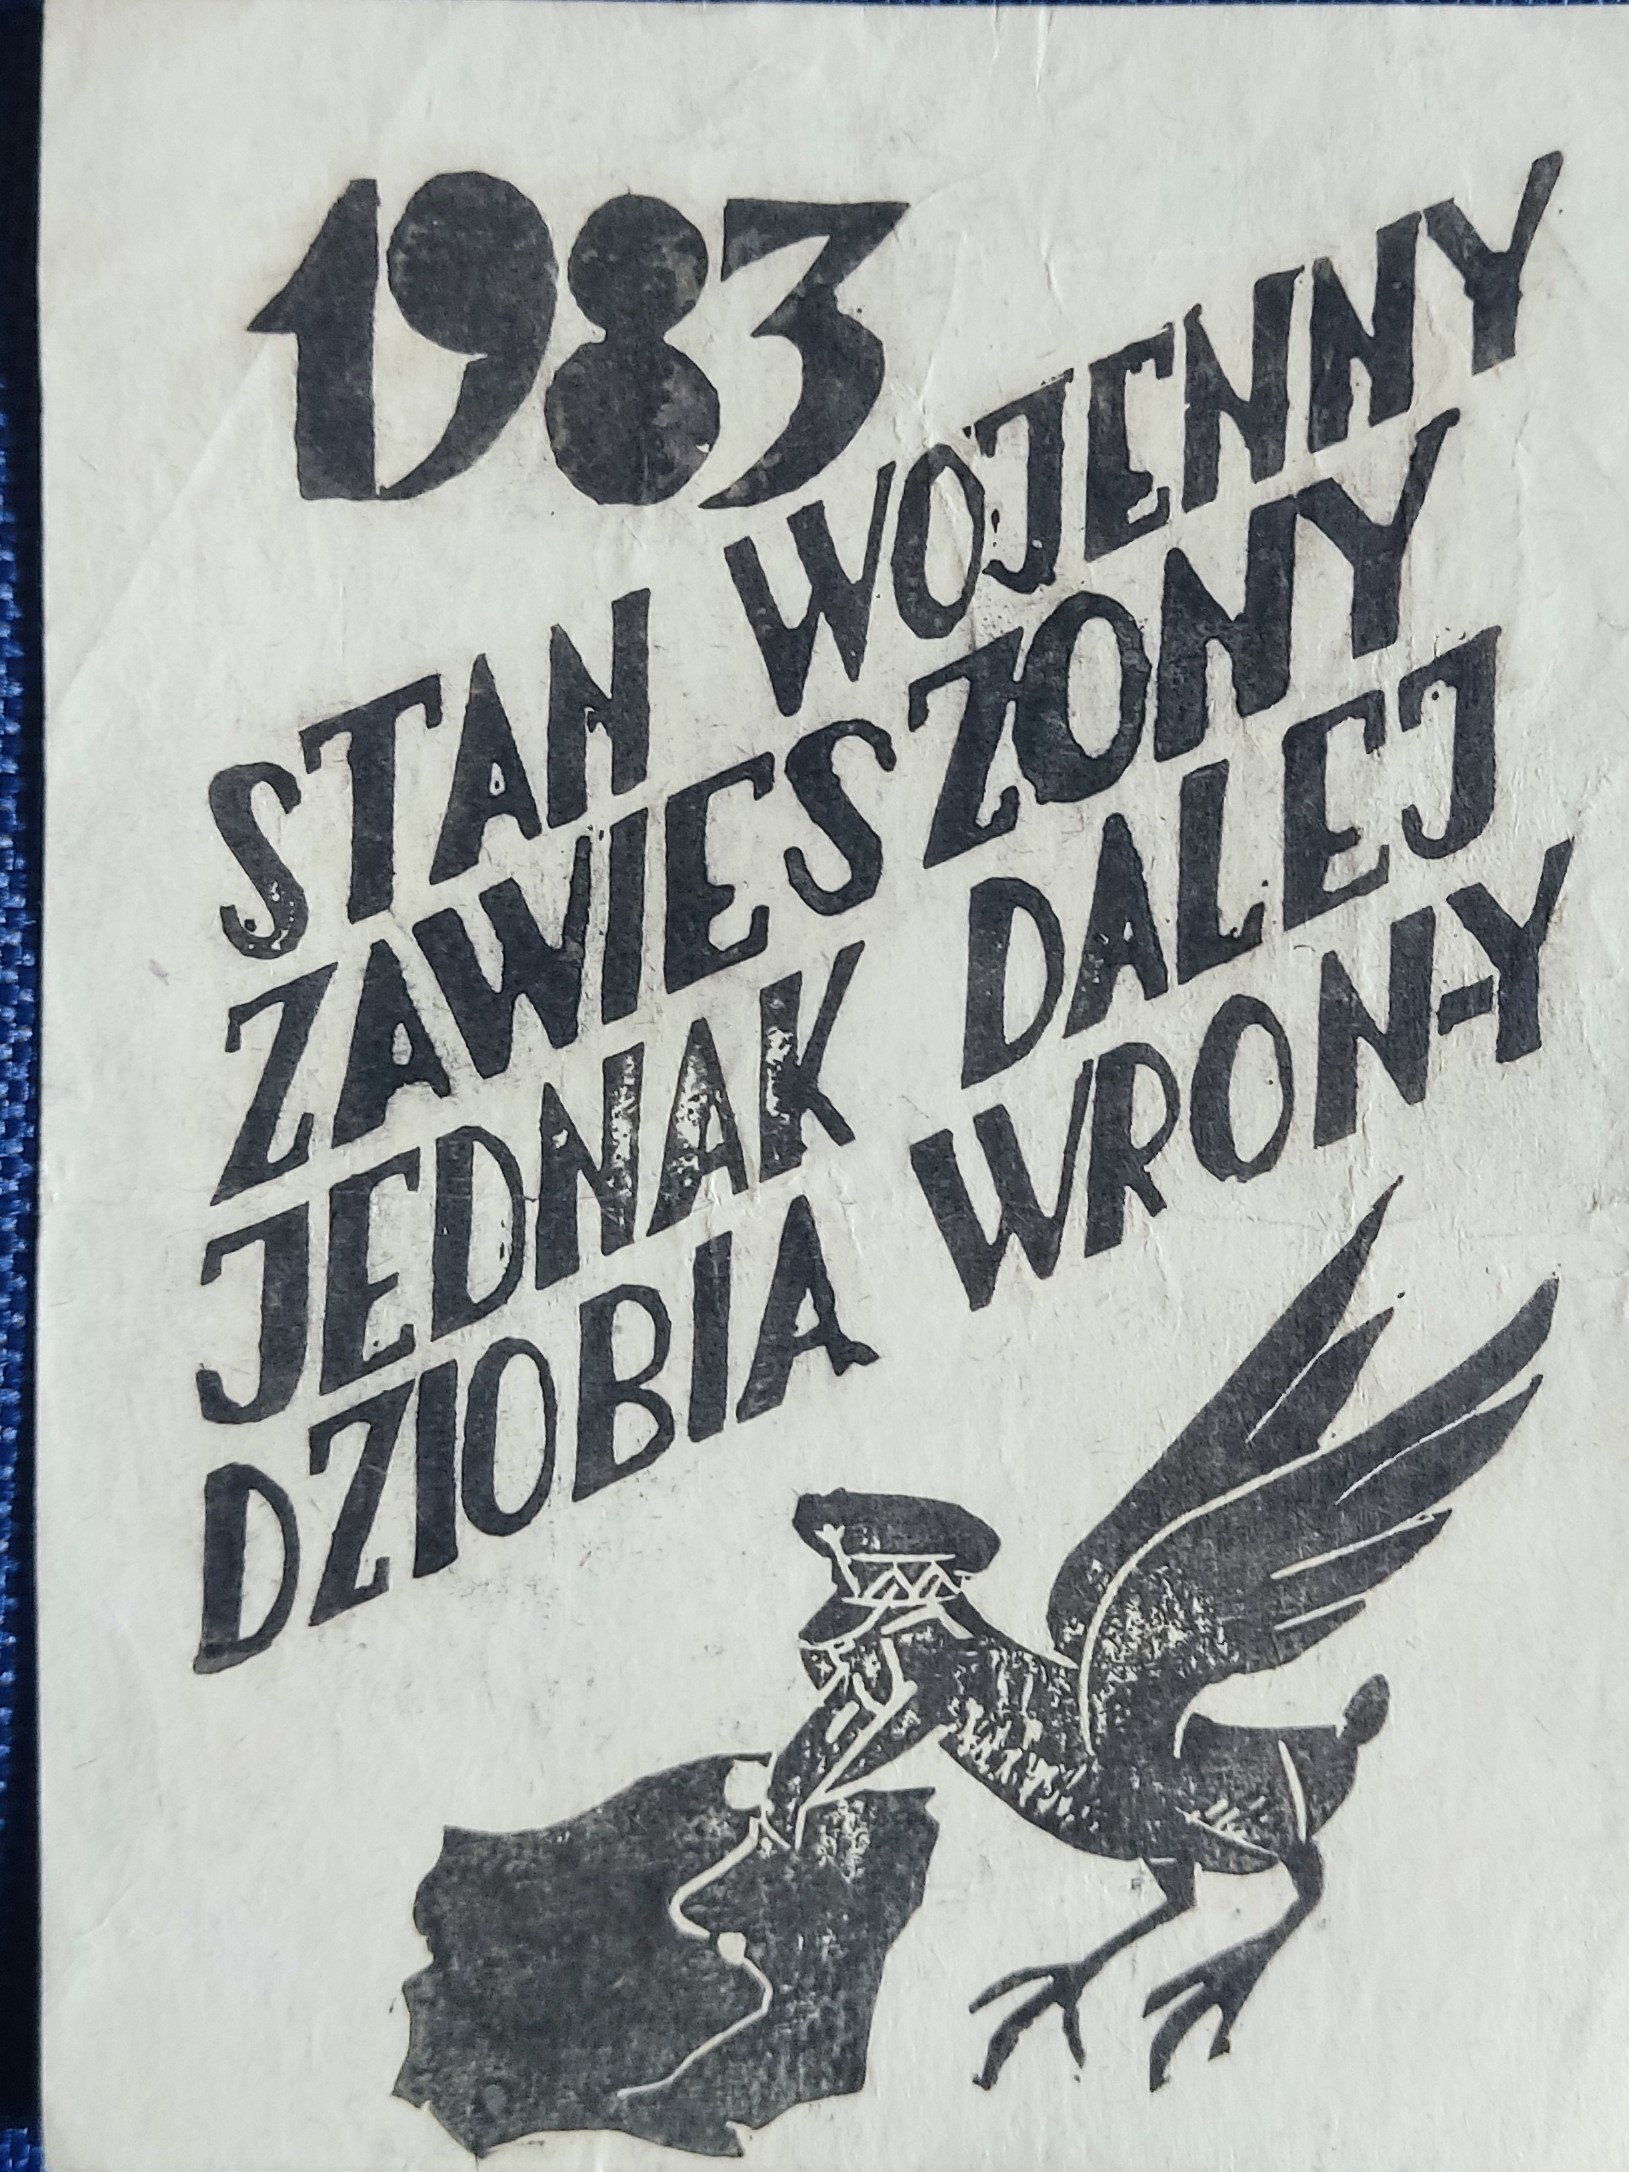 1983
STAN WOJENNY
ZAWIESZONY
JEDNAK DALEJ
DZIOBIA WRON-Y